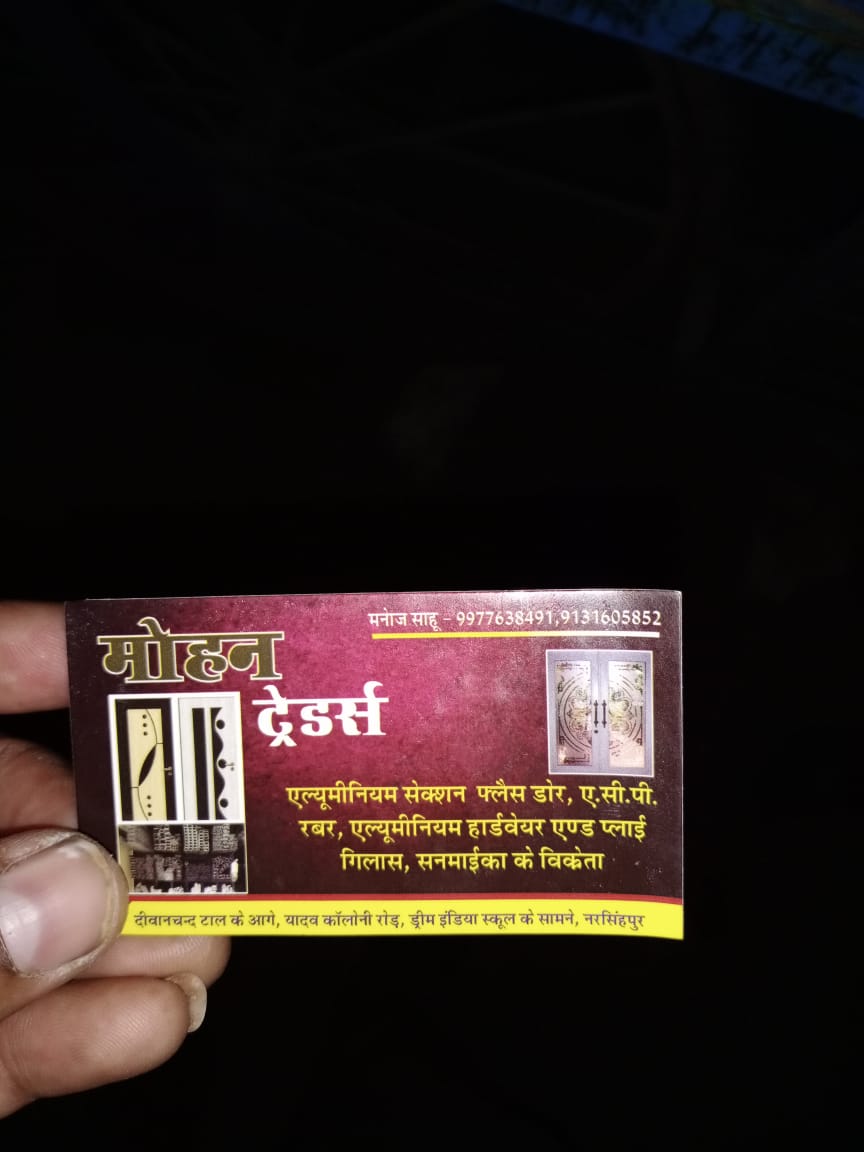 मनोज साहू - 9977638491,9131605852
मोहन
ट्रेडर्स
एल्यूमीनियम सेक्शन फ्लैस डोर, ए.सी.पी.
रबर, एल्यूमीनियम हार्डवेयर एण्ड प्लाई
गिलास, सनमाईका के विक्रेता
दीवानचन्द टाल के आगे, यादव कॉलोनी रोड़, ड्रीम इंडिया स्कूल के सामने, नरसिंहपुर